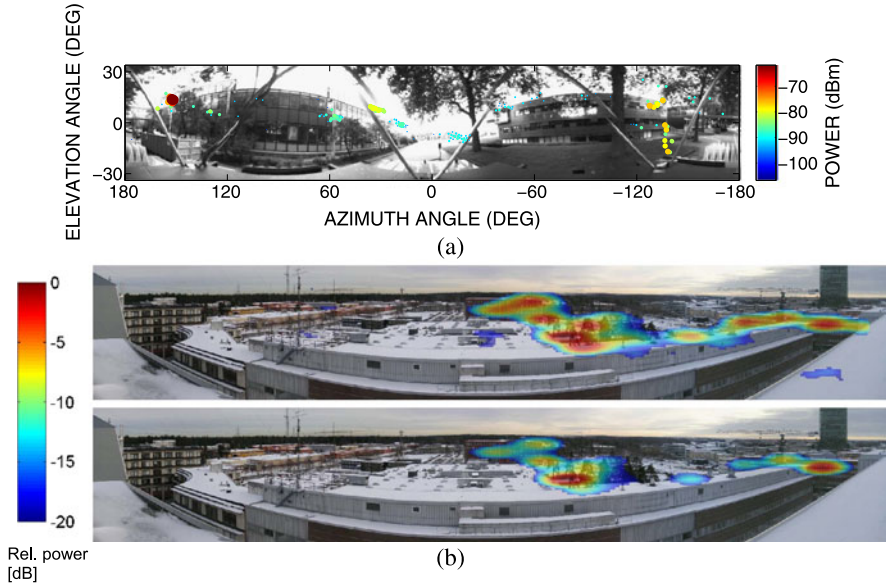 ELEVATION ANGLE (DEG)
30
0
−30
180 120 60 0 −60 −120 −180
AZIMUTH ANGLE (DEG)
−70
−80
−90
−100
POWER (dBm)
(a)
0
-5
-10
-15
-20
Rel. power
[dB]
(b)